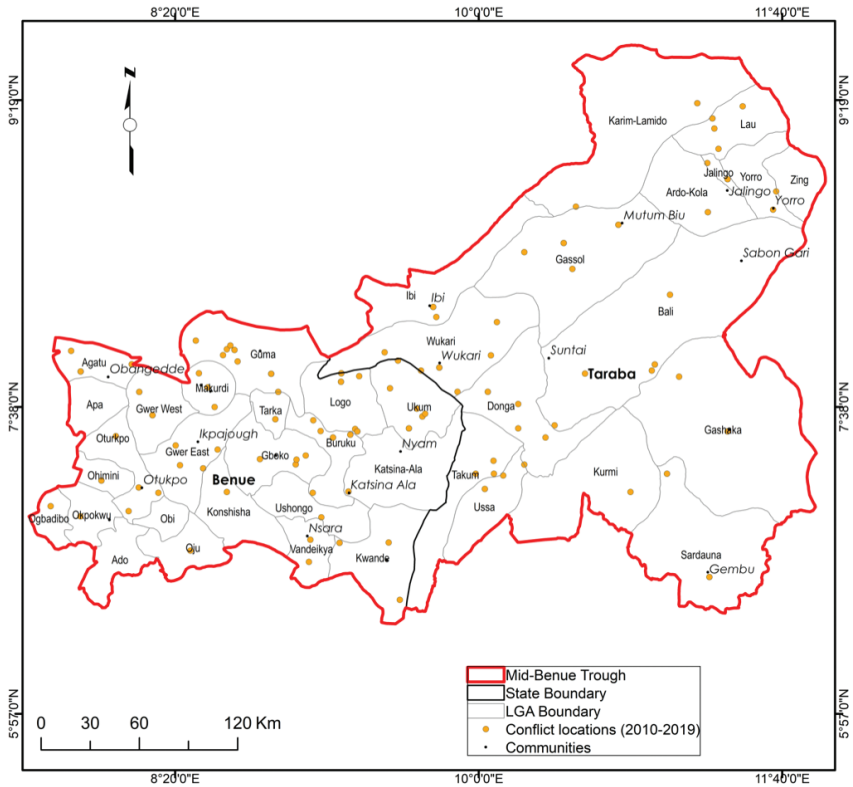 8°20'0"E 10°0'0"E 11°40'0"E
9°19'0"N 9°19'0"N
N
Karim-Lamido
Lau
Jalingo Yorro Zing
Ardo-Kola Jalingo Yorro
Mutum Biu
Gassol Sabon Gari
Ibi Ibi
Bali
Wukari
Wukari Suntai
Guma
Agatu Obangedde
Makurdi Taraba
Apa Gwer West Logo
Tarka Ukum Donga
7°38'0"N 7°38'0"N
Oturkpo Ikpajough Buruku Gashaka
Gwer East Gboko Nyam
Ohimini Otukpo Benue Katsina-Ala Takum Kurmi
Katsina Ala
Ogbadibo Okpokwu Obi Konshisha Ushongo Ussa
Nsara
Ado Oju Vandeikya Kwande Sardauna
Gembu
Mid-Benue Trough
State Boundary
LGA Boundary
Conflict locations (2010-2019)
Communities
0 30 60 120 Km
5°57'0"N 5°57'0"N
8°20'0"E 10°0'0"E 11°40'0"E